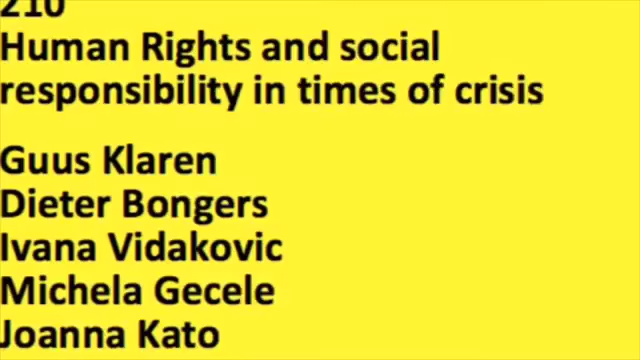 210
Human Rights and social
responsibility in times of crisis
Guus Klaren
Dieter Bongers
Ivana Vidakovic
Michela Gecele
Joanna Kato